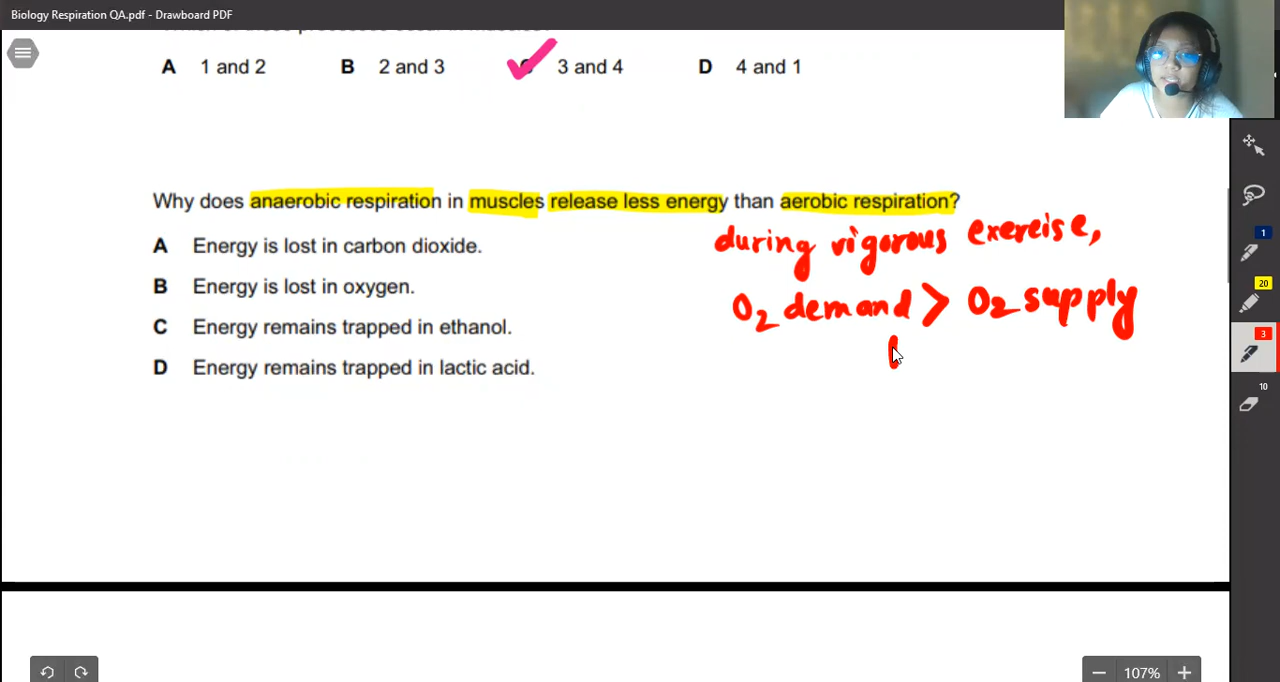 Biology Respiration QA.pdf - Drawboard PDF
A 1 and 2 B 2 and 3 3 and 4 D 4 and 1
Why does anaerobic respiration in muscles release less energy than aerobic respiration?
during vigorous exercise,
A Energy is lost in carbon dioxide.
B Energy is lost in oxygen.
O2 demand > O2 supply
C Energy remains trapped in ethanol.
D Energy remains trapped in lactic acid.
1
20
3
10
107%